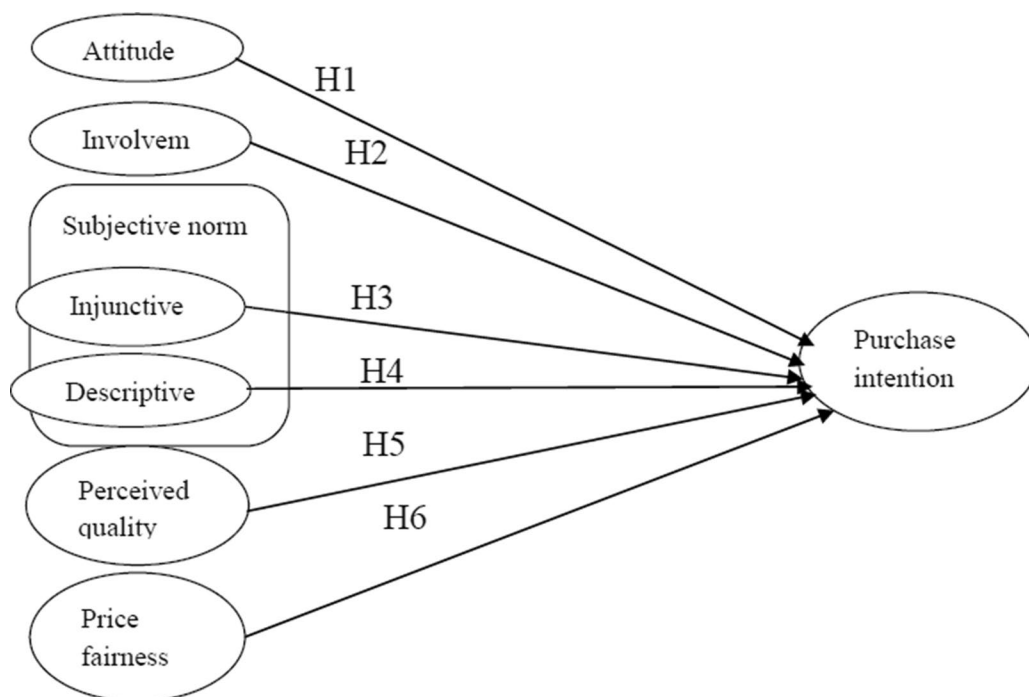 Attitude
H1
Involvem
H2
Subjective norm
Injunctive
H3
Descriptive
H4
Purchase
intention
Perceived
quality
H5
Price
fairness
H6